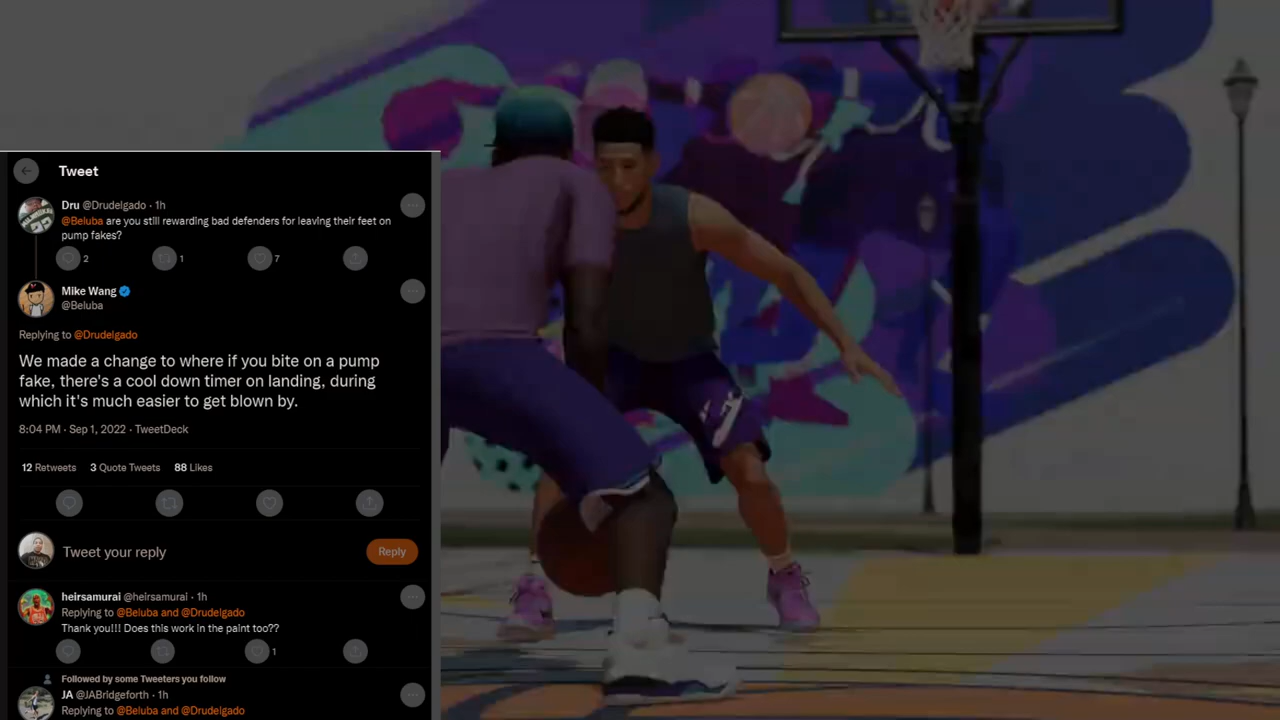 Tweet
Dru @Drudelgado · 1h
@Beluba are you still rewarding bad defenders for leaving their feet on
pump fakes?
2 1 7
Mike Wang
@Beluba
Replying to @Drudelgado
We made a change to where if you bite on a pump
fake, there's a cool down timer on landing, during
which it's much easier to get blown by.
8:04 PM · Sep 1, 2022 · TweetDeck
12 Retweets 3 Quote Tweets 88 Likes
Tweet your reply
Reply
heirsamurai @heirsamurai · 1h
Replying to @Beluba and @Drudelgado
Thank you!!! Does this work in the paint too??
1
Followed by some Tweeters you follow
JA @JABridgeforth · 1h
Replying to @Beluba and @Drudelgado